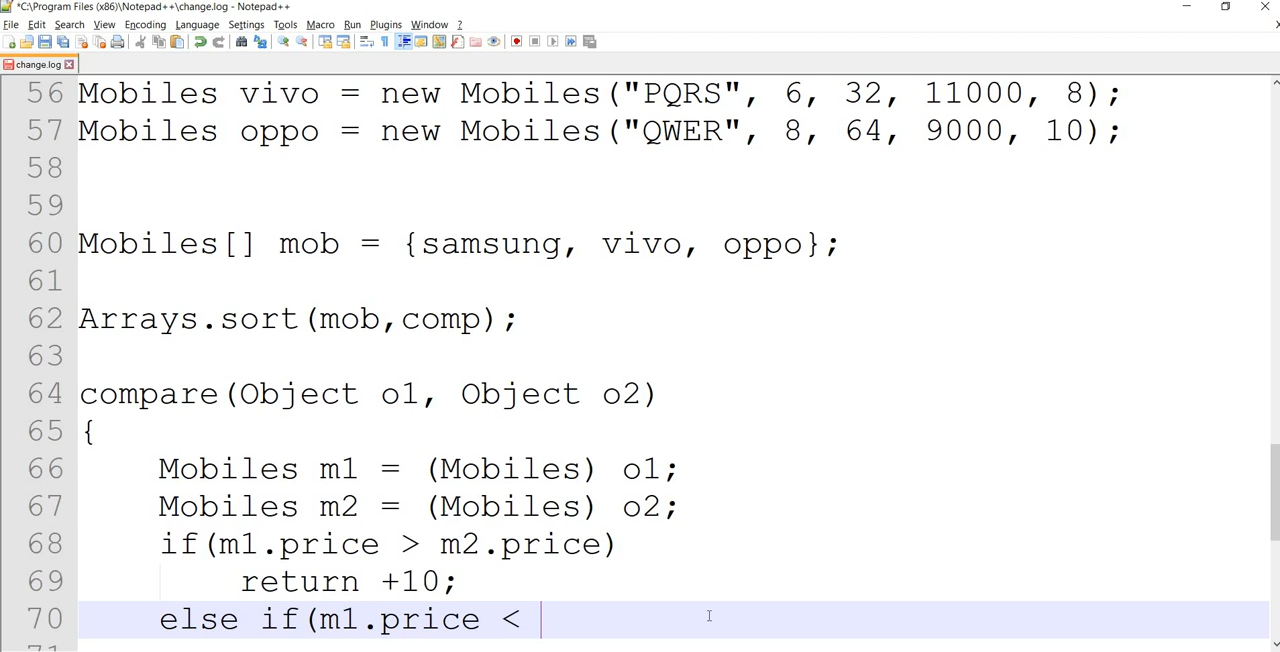 *C:\Program Files (x86)\Notepad++\change.log - Notepad++
File Edit Search View Encoding Language Settings Tools Macro Run Plugins Window ?
change.log
56 Mobiles vivo = new Mobiles("PQRS", 6, 32, 11000, 8);
57 Mobiles oppo = new Mobiles("QWER", 8, 64, 9000, 10);
58
59
60 Mobiles[] mob = {samsung, vivo, oppo};
61
62 Arrays.sort(mob,comp);
63
64 compare(Object o1, Object o2)
65 {
66 Mobiles m1 = (Mobiles) o1;
67 Mobiles m2 = (Mobiles) o2;
68 if(m1.price > m2.price)
69 return +10;
70 else if(m1.price <